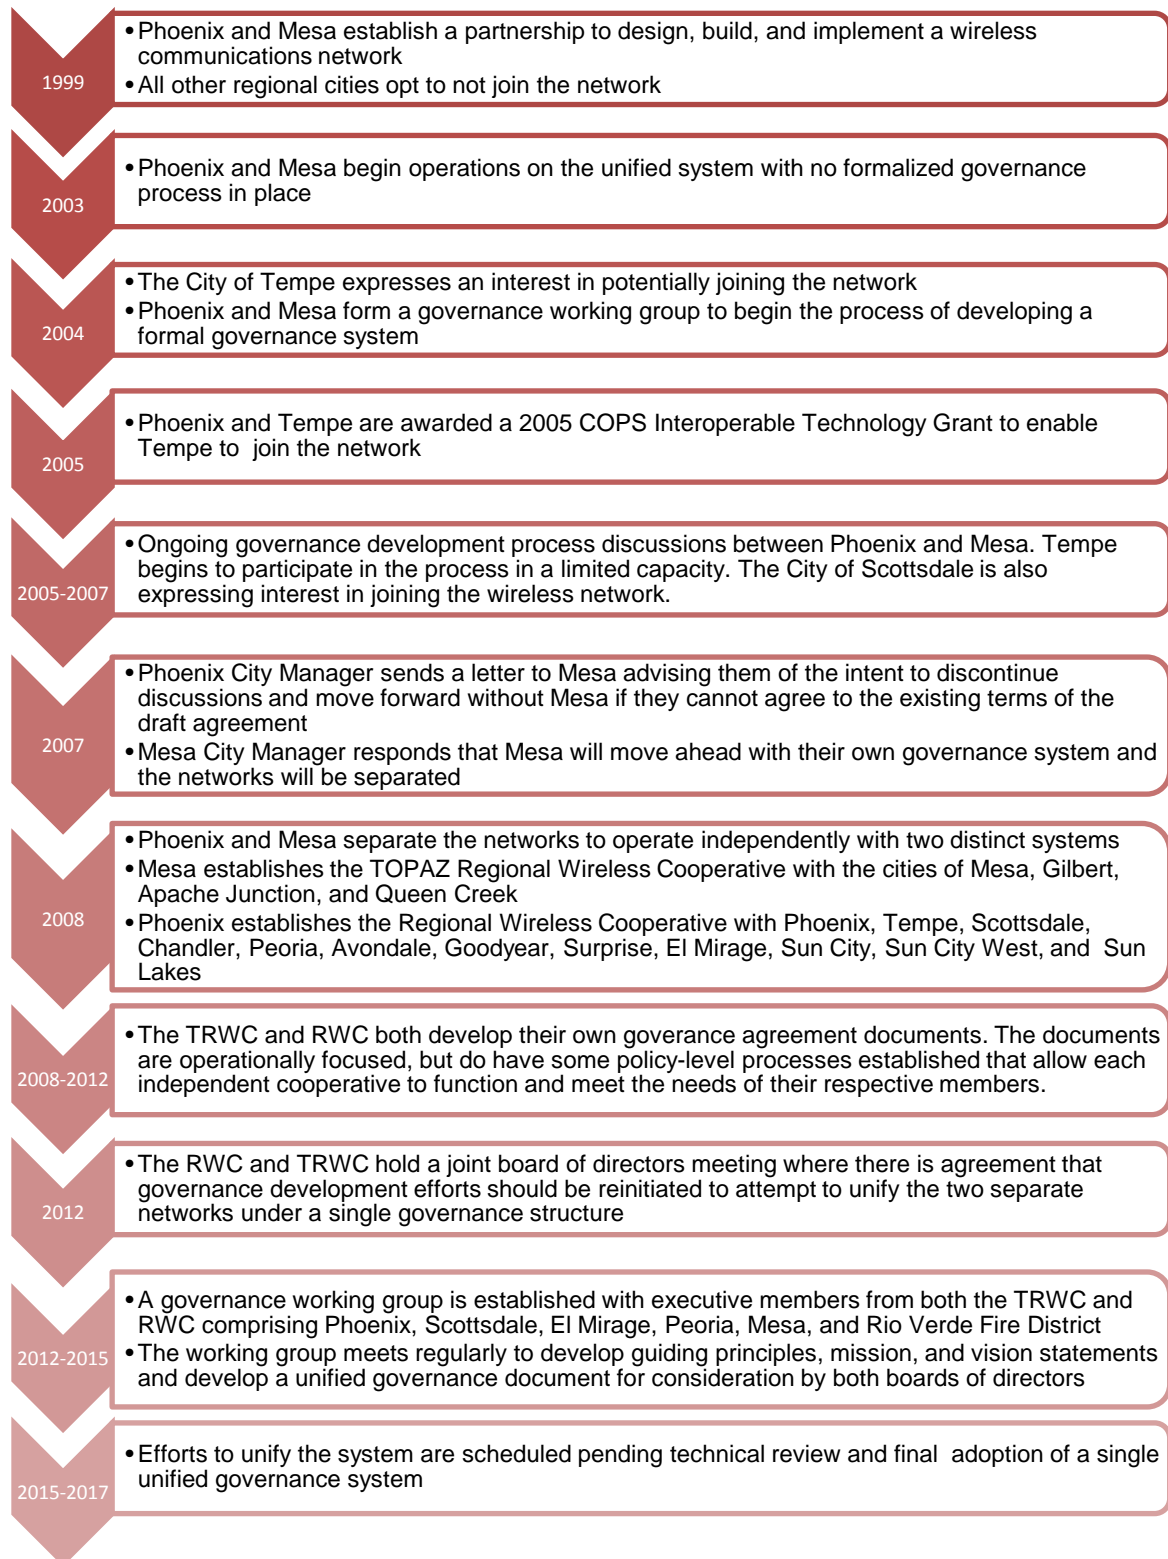 1999
•Phoenix and Mesa establish a partnership to design, build, and implement a wireless
communications network
•All other regional cities opt to not join the network
2003
•Phoenix and Mesa begin operations on the unified system with no formalized governance
process in place
2004
•The City of Tempe expresses an interest in potentially joining the network
•Phoenix and Mesa form a governance working group to begin the process of developing a
formal governance system
2005
•Phoenix and Tempe are awarded a 2005 COPS Interoperable Technology Grant to enable
Tempe to  join the network
2005-2007
•Ongoing governance development process discussions between Phoenix and Mesa. Tempe
begins to participate in the process in a limited capacity. The City of Scottsdale is also
expressing interest in joining the wireless network.
2007
•Phoenix City Manager sends a letter to Mesa advising them of the intent to discontinue
discussions and move forward without Mesa if they cannot agree to the existing terms of the
draft agreement
•Mesa City Manager responds that Mesa will move ahead with their own governance system and
the networks will be separated
2008
•Phoenix and Mesa separate the networks to operate independently with two distinct systems
•Mesa establishes the TOPAZ Regional Wireless Cooperative with the cities of Mesa, Gilbert,
Apache Junction, and Queen Creek
•Phoenix establishes the Regional Wireless Cooperative with Phoenix, Tempe, Scottsdale,
Chandler, Peoria, Avondale, Goodyear, Surprise, El Mirage, Sun City, Sun City West, and  Sun
Lakes
2008-2012
•The TRWC and RWC both develop their own goverance agreement documents. The documents
are operationally focused, but do have some policy-level processes established that allow each
independent cooperative to function and meet the needs of their respective members.
2012
•The RWC and TRWC hold a joint board of directors meeting where there is agreement that
governance development efforts should be reinitiated to attempt to unify the two separate
networks under a single governance structure
2012-2015
•A governance working group is established with executive members from both the TRWC and
RWC comprising Phoenix, Scottsdale, El Mirage, Peoria, Mesa, and Rio Verde Fire District
•The working group meets regularly to develop guiding principles, mission, and vision statements
and develop a unified governance document for consideration by both boards of directors
2015-2017
•Efforts to unify the system are scheduled pending technical review and final  adoption of a single
unified governance system